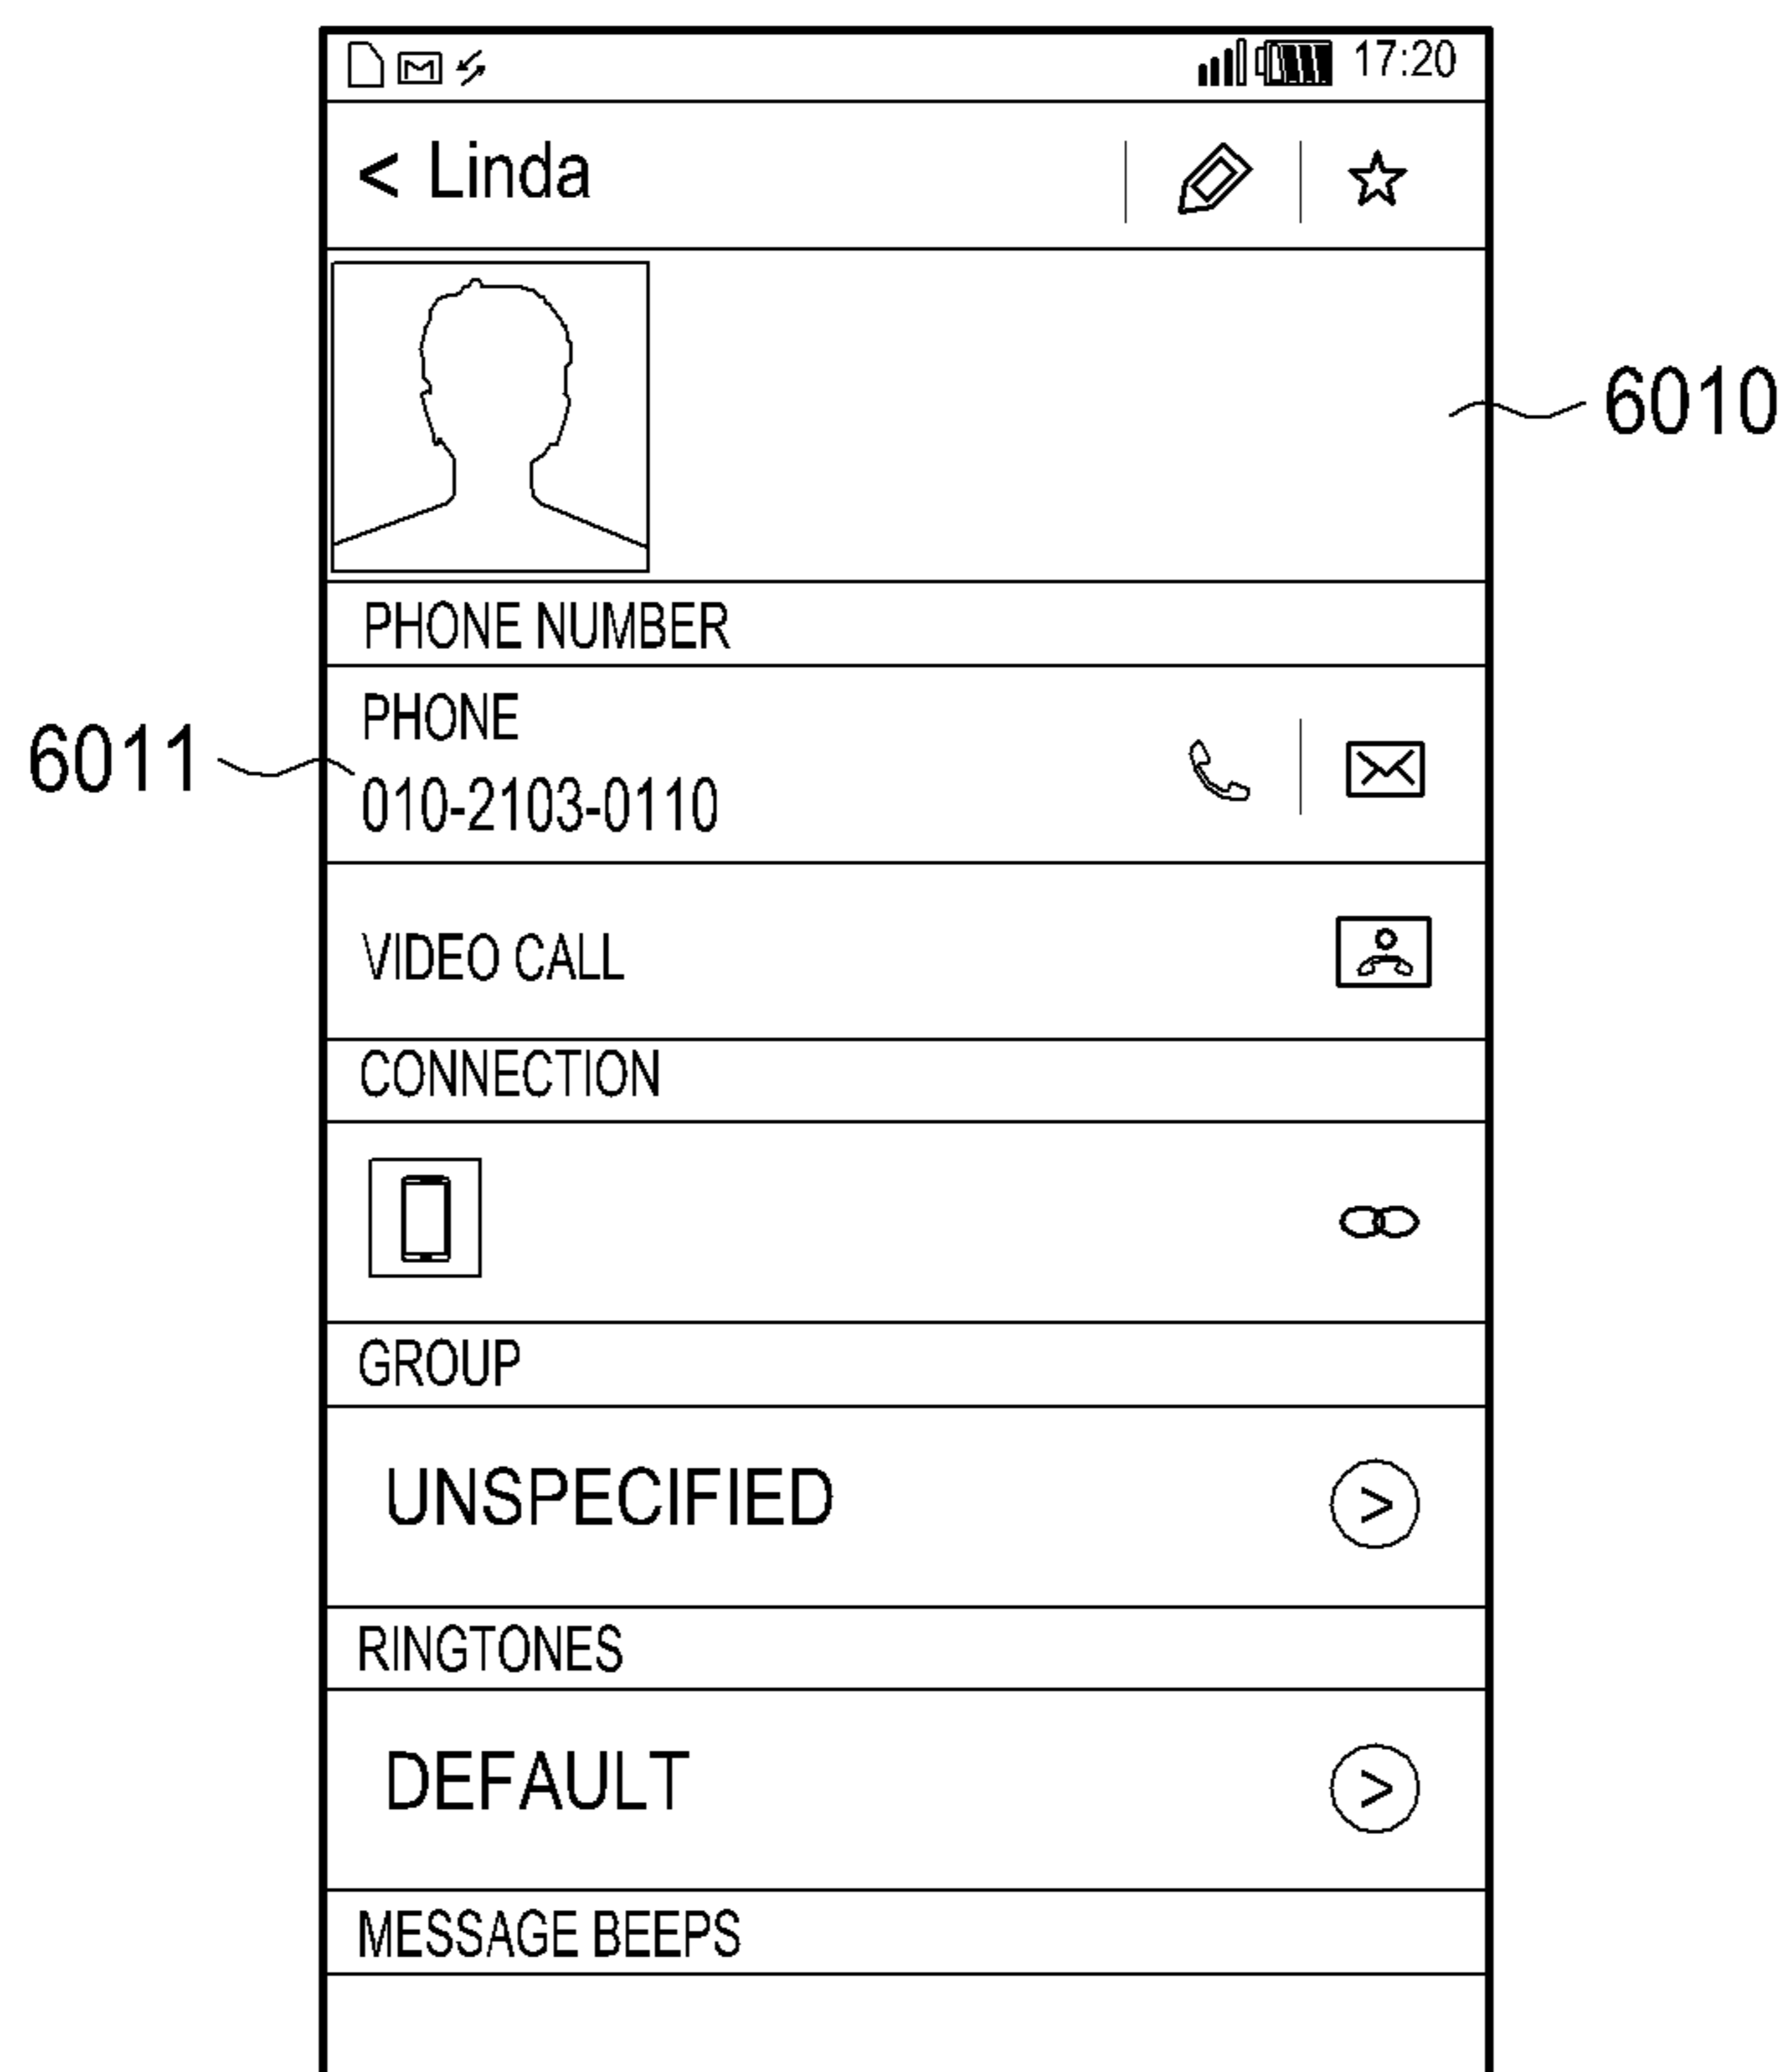 17:20
< Linda
6010
PHONE NUMBER
PHONE
6011
010-2103-0110
VIDEO CALL
CONNECTION
GROUP
UNSPECIFIED >
RINGTONES
DEFAULT >
MESSAGE BEEPS